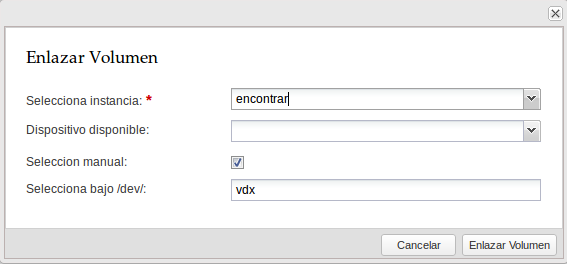 Enlazar Volumen
Selecciona instancia: * encontrar
Dispositivo disponible:
Seleccion manual:
Selecciona bajo /dev/: vdx
Cancelar Enlazar Volumen